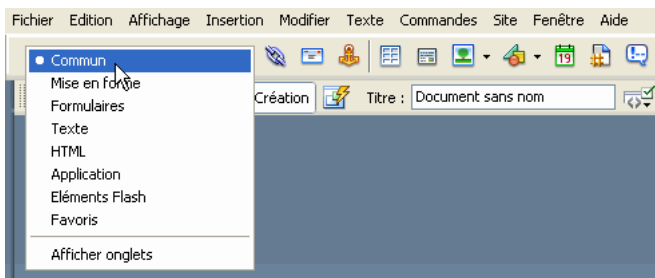 Fichier Edition Affichage Insertion Modifier Texte Commandes Site Fenêtre Aide
19
Commun
Mise en forme
Création Titre : Document sans nom
Formulaires
Texte
HTML
Application
Eléments Flash
Favoris
Afficher onglets